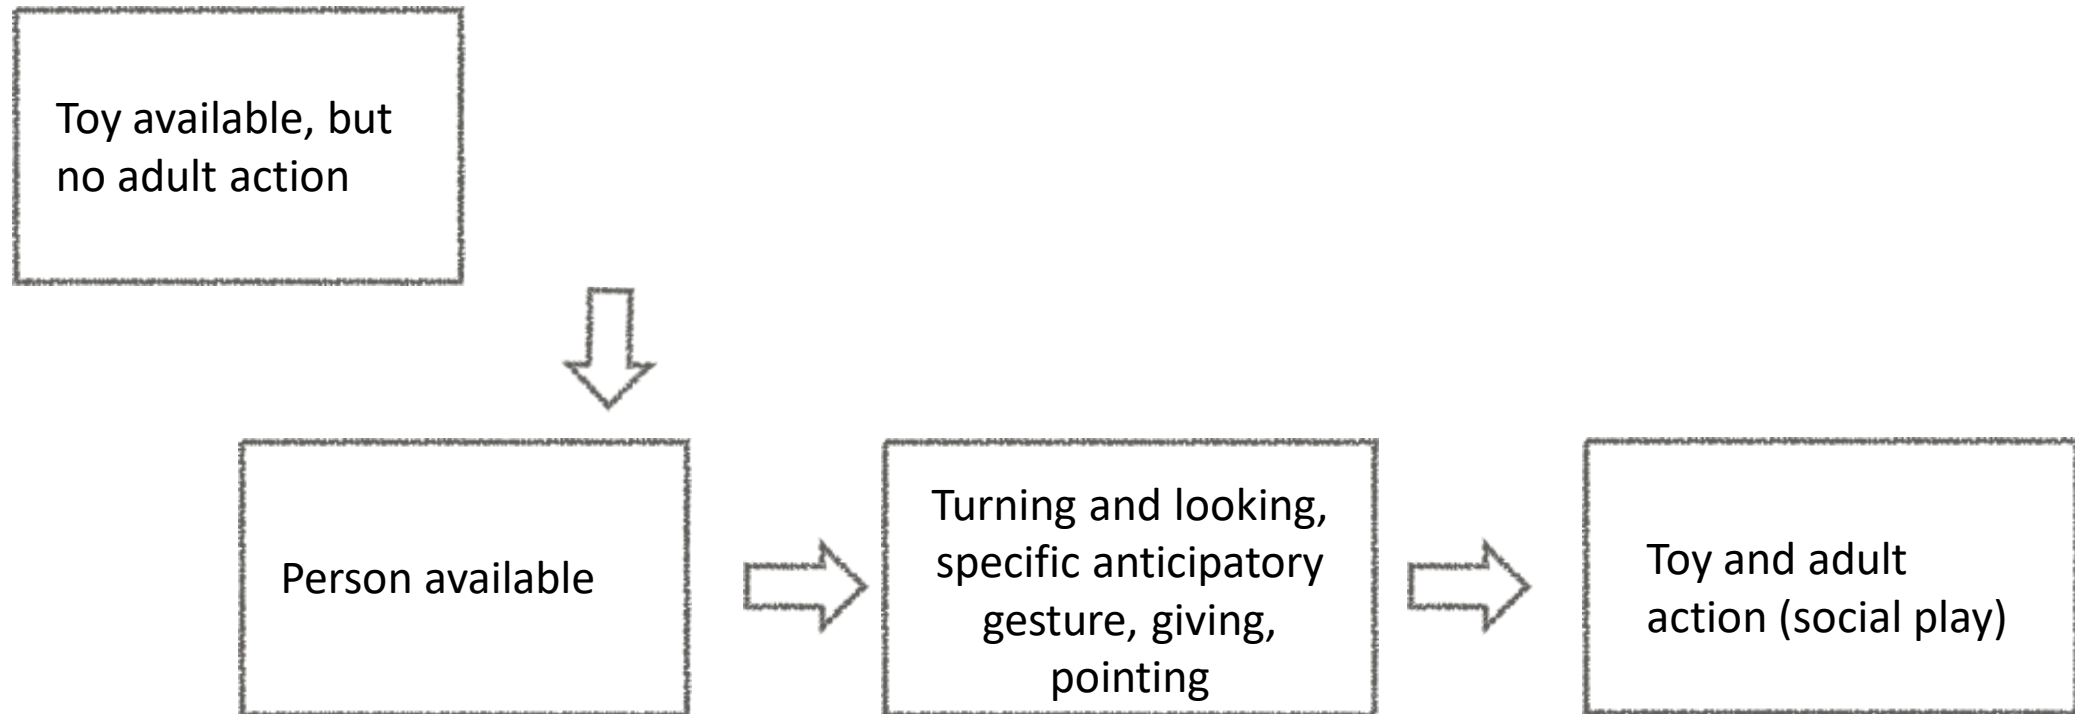 Toy available, but
no adult action
Person available
Turning and looking,
specific anticipatory
gesture, giving,
pointing
Toy and adult
action (social play)